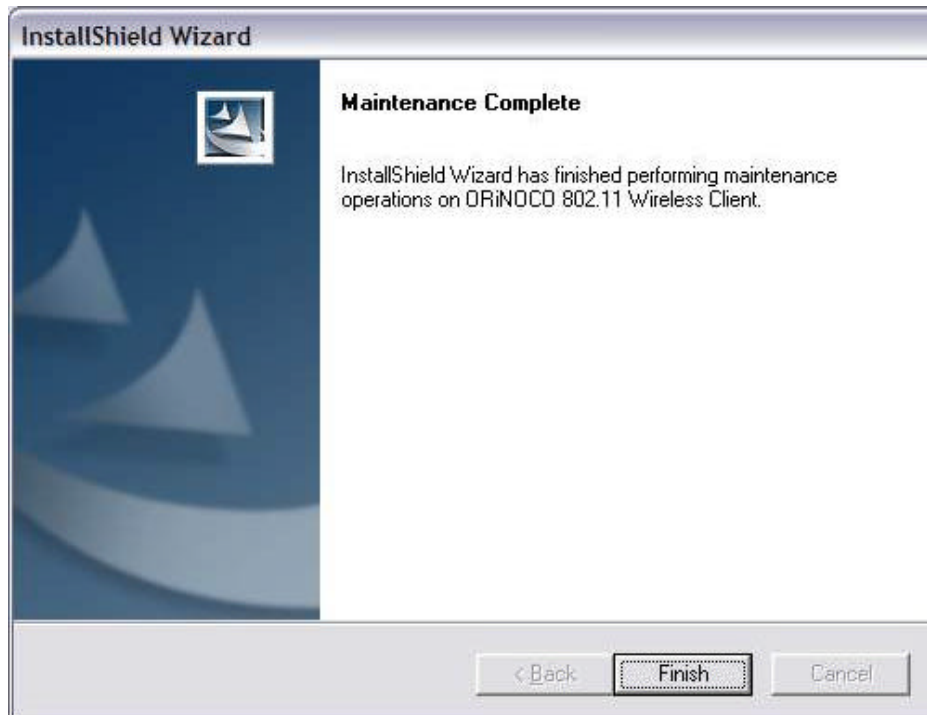 InstallShield Wizard
Maintenance Complete
InstallShield Wizard has finished performing maintenance
operations on ORiNOCO 802.11 Wireless Client.
< Back
Finish
Cancel